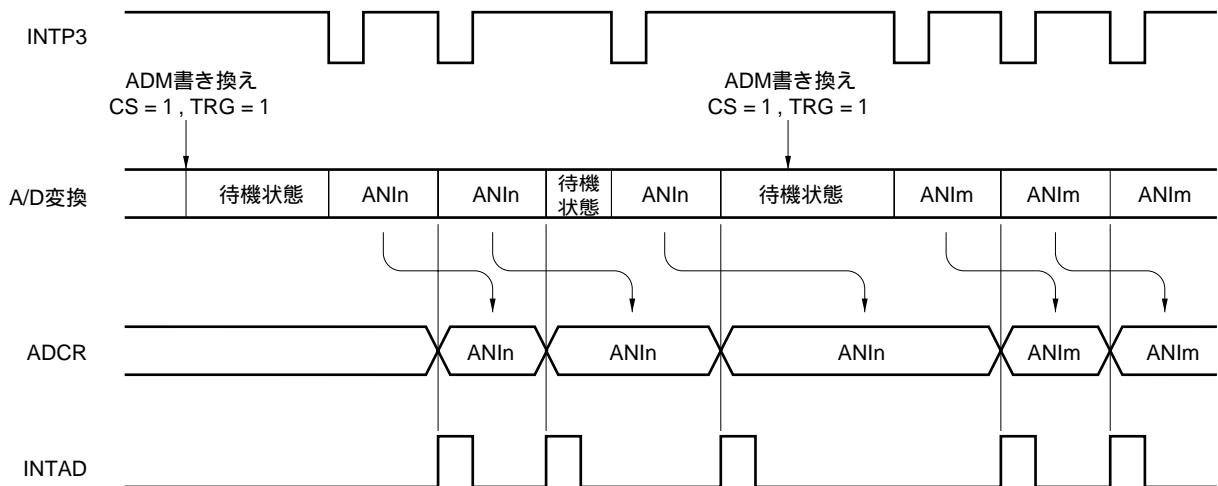 INTP3
ADM書き換え
CS = 1 , TRG = 1
ADM書き換え
CS = 1 , TRG = 1
A/D変換
待機状態
ANIn
ANIn
待機
状態
ANIn
待機状態
ANIm
ANIm
ANIm
ADCR
ANIn
ANIn
ANIn
ANIm
ANIm
INTAD